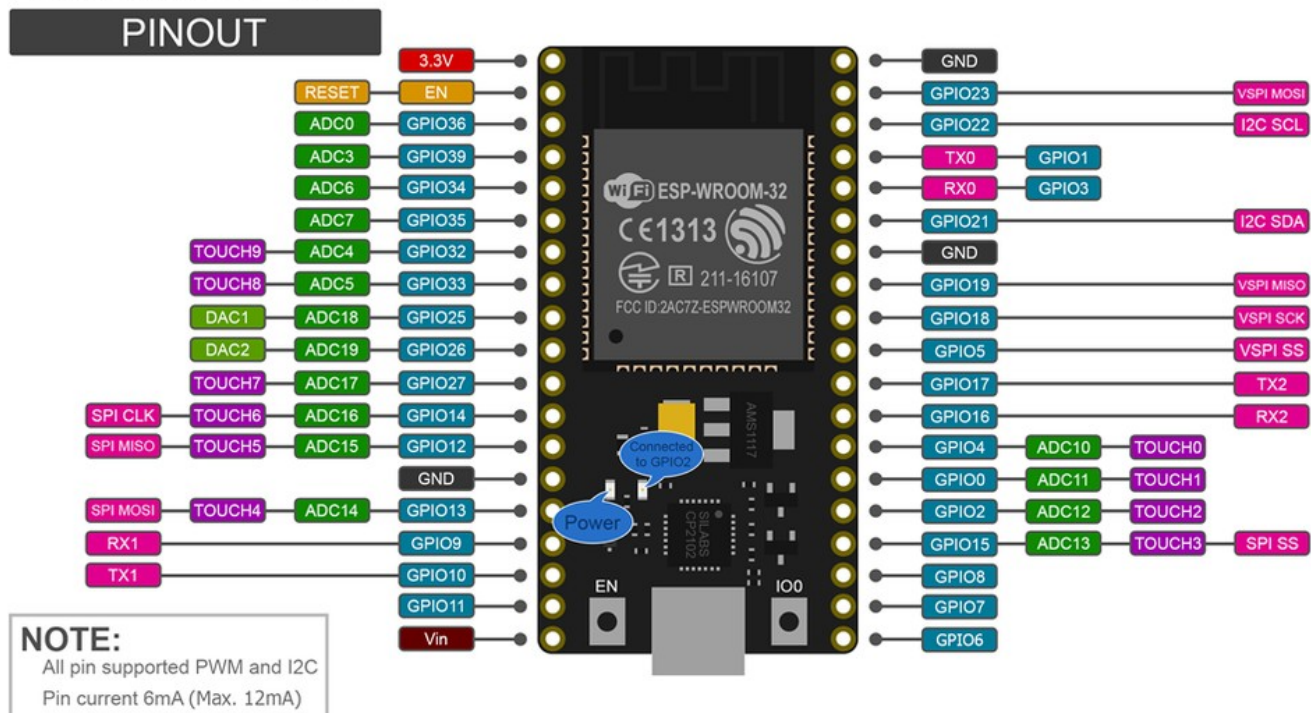 PINOUT
3.3V
GND
RESET EN
GPIO23 VSPI MOSI
ADC0 GPIO36
GPIO22 I2C SCL
ADC3 GPIO39
TX0 GPIO1
ADC6 GPIO34
RX0 GPIO3
ADC7 GPIO35
GPIO21 I2C SDA
TOUCH9 ADC4 GPIO32
GND
TOUCH8 ADC5 GPIO33
GPIO19 VSPI MISO
DAC1 ADC18 GPIO25
GPIO18 VSPI SCK
DAC2 ADC19 GPIO26
GPIO5 VSPI SS
TOUCH7 ADC17 GPIO27
GPIO17 TX2
SPI CLK TOUCH6 ADC16 GPIO14
GPIO16 RX2
SPI MISO TOUCH5 ADC15 GPIO12
GPIO4 ADC10 TOUCH0
GND
GPIO0 ADC11 TOUCH1
SPI MOSI TOUCH4 ADC14 GPIO13
GPIO2 ADC12 TOUCH2
RX1 GPIO9
GPIO15 ADC13 TOUCH3 SPI SS
TX1 GPIO10
GPIO8
GPIO11
GPIO7
Vin
GPIO6
WiFi ESP-WROOM-32
CE1313
R 211-16107
FCC ID:2AC7Z-ESPWROOM32
AMS1117
Connected
to GPIO2
Power
SILABS
CP2102
EN
IO0
NOTE:
All pin supported PWM and I2C
Pin current 6mA (Max. 12mA)